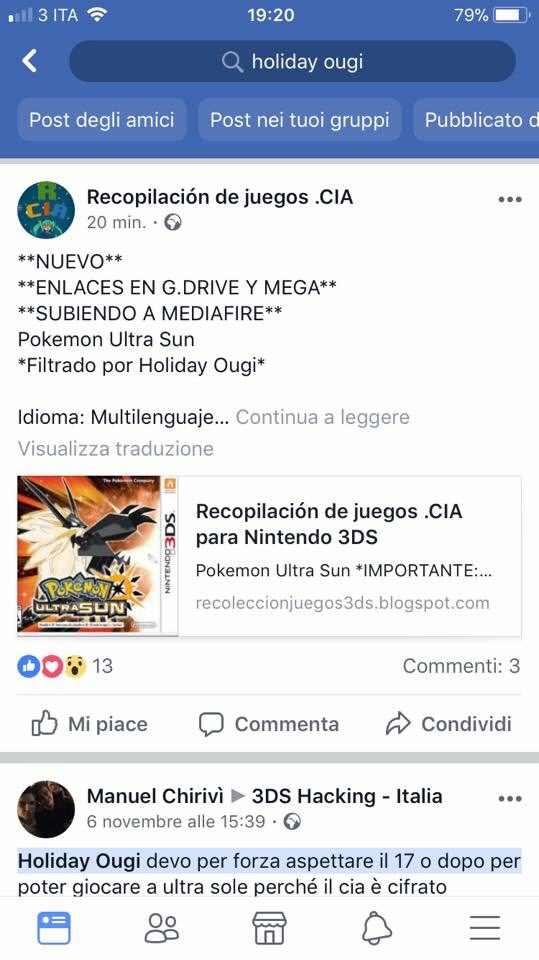 3 ITA 19:20 79%
holiday ougi
Post degli amici Post nei tuoi gruppi Pubblicato d
R
CIA
Recopilación de juegos .CIA
20 min. ·
**NUEVO**
**ENLACES EN G.DRIVE Y MEGA**
**SUBIENDO A MEDIAFIRE**
Pokemon Ultra Sun
*Filtrado por Holiday Ougi*
Idioma: Multilenguaje... Continua a leggere
Visualizza traduzione
The Pokémon Company
NINTENDO 3DS
POKéMON
ULTRA SUN
Recopilación de juegos .CIA
para Nintendo 3DS
Pokemon Ultra Sun *IMPORTANTE:...
recoleccionjuegos3ds.blogspot.com
13 Commenti: 3
Mi piace Commenta Condividi
Manuel Chirivì ▶ 3DS Hacking - Italia
6 novembre alle 15:39 ·
Holiday Ougi devo per forza aspettare il 17 o dopo per
poter giocare a ultra sole perché il cia è cifrato